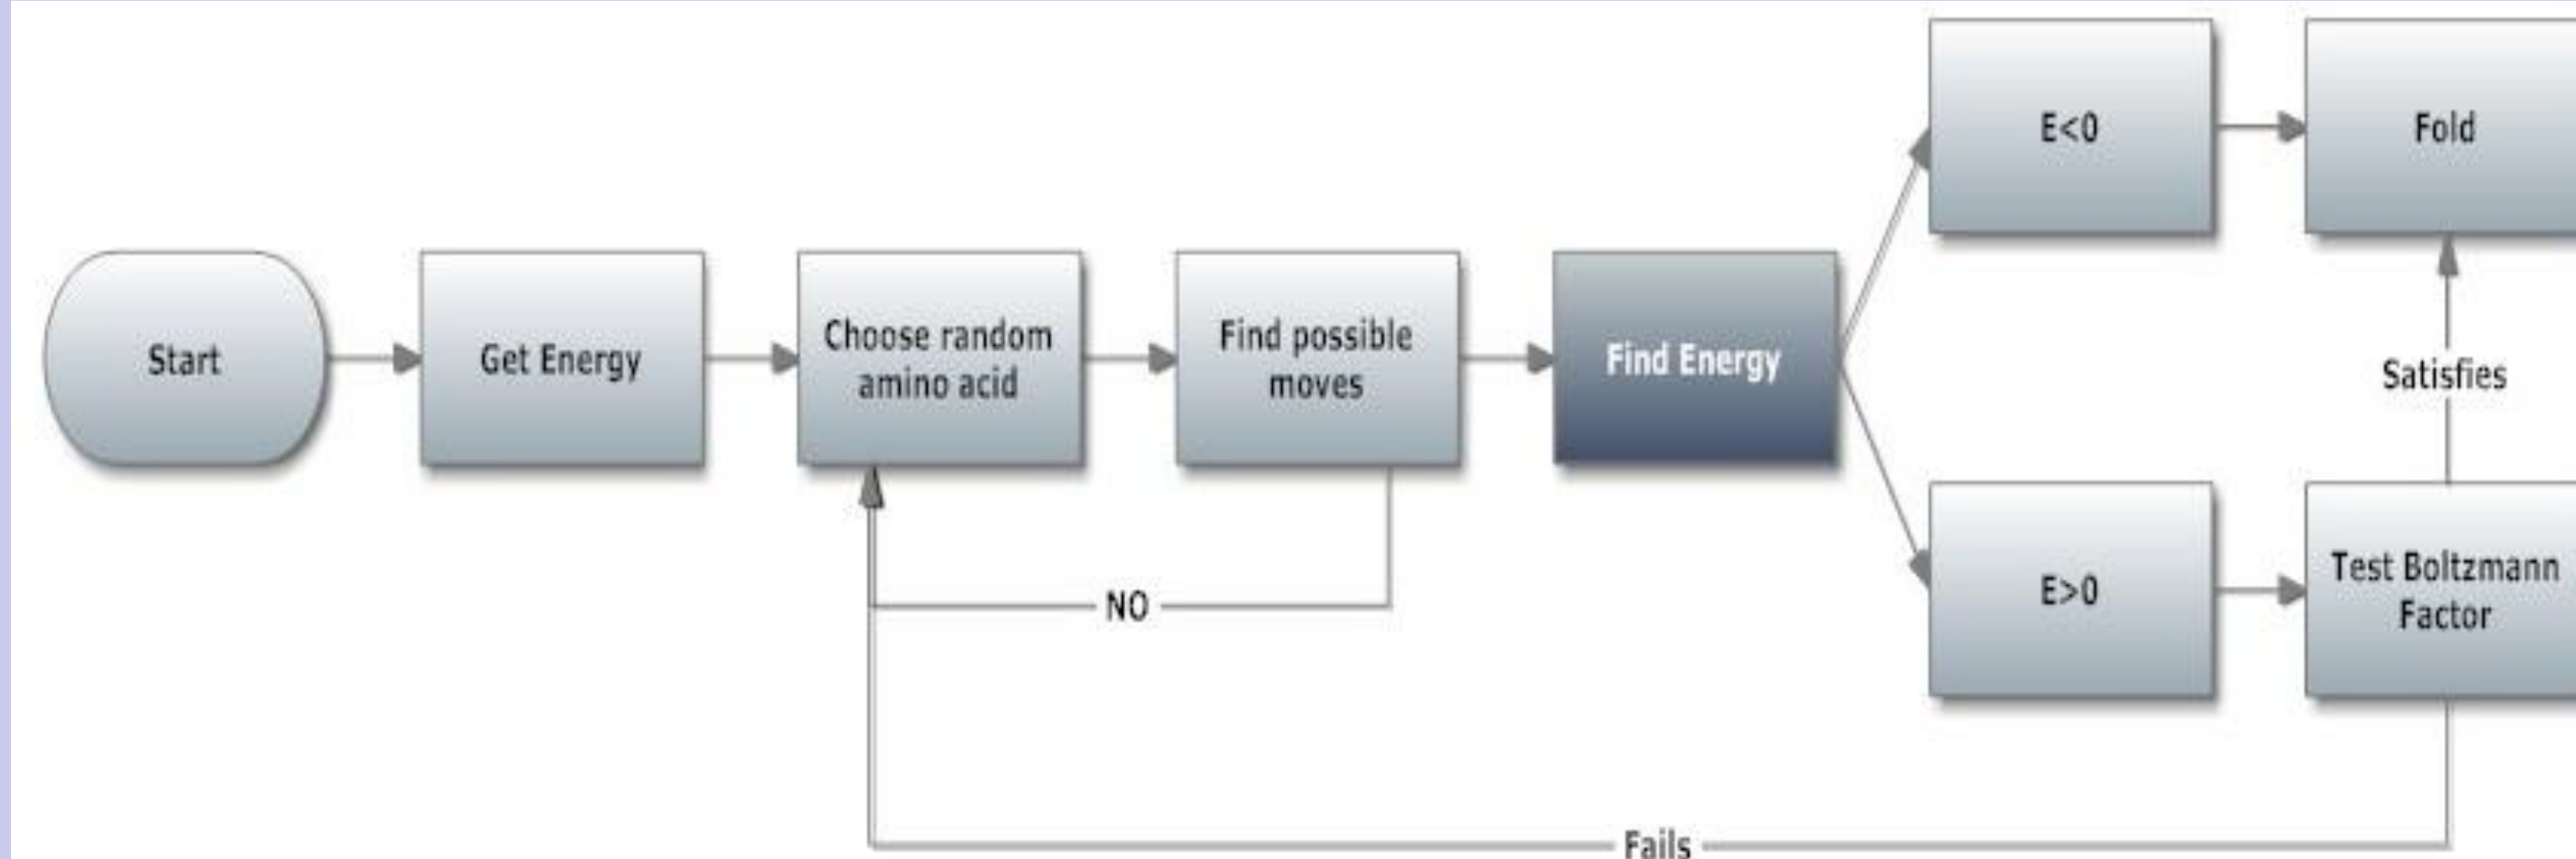 Start
Get Energy
Choose random
amino acid
Find possible
moves
Find Energy
E<0
Fold
Satisfies
E>0
Test Boltzmann
Factor
NO
Fails